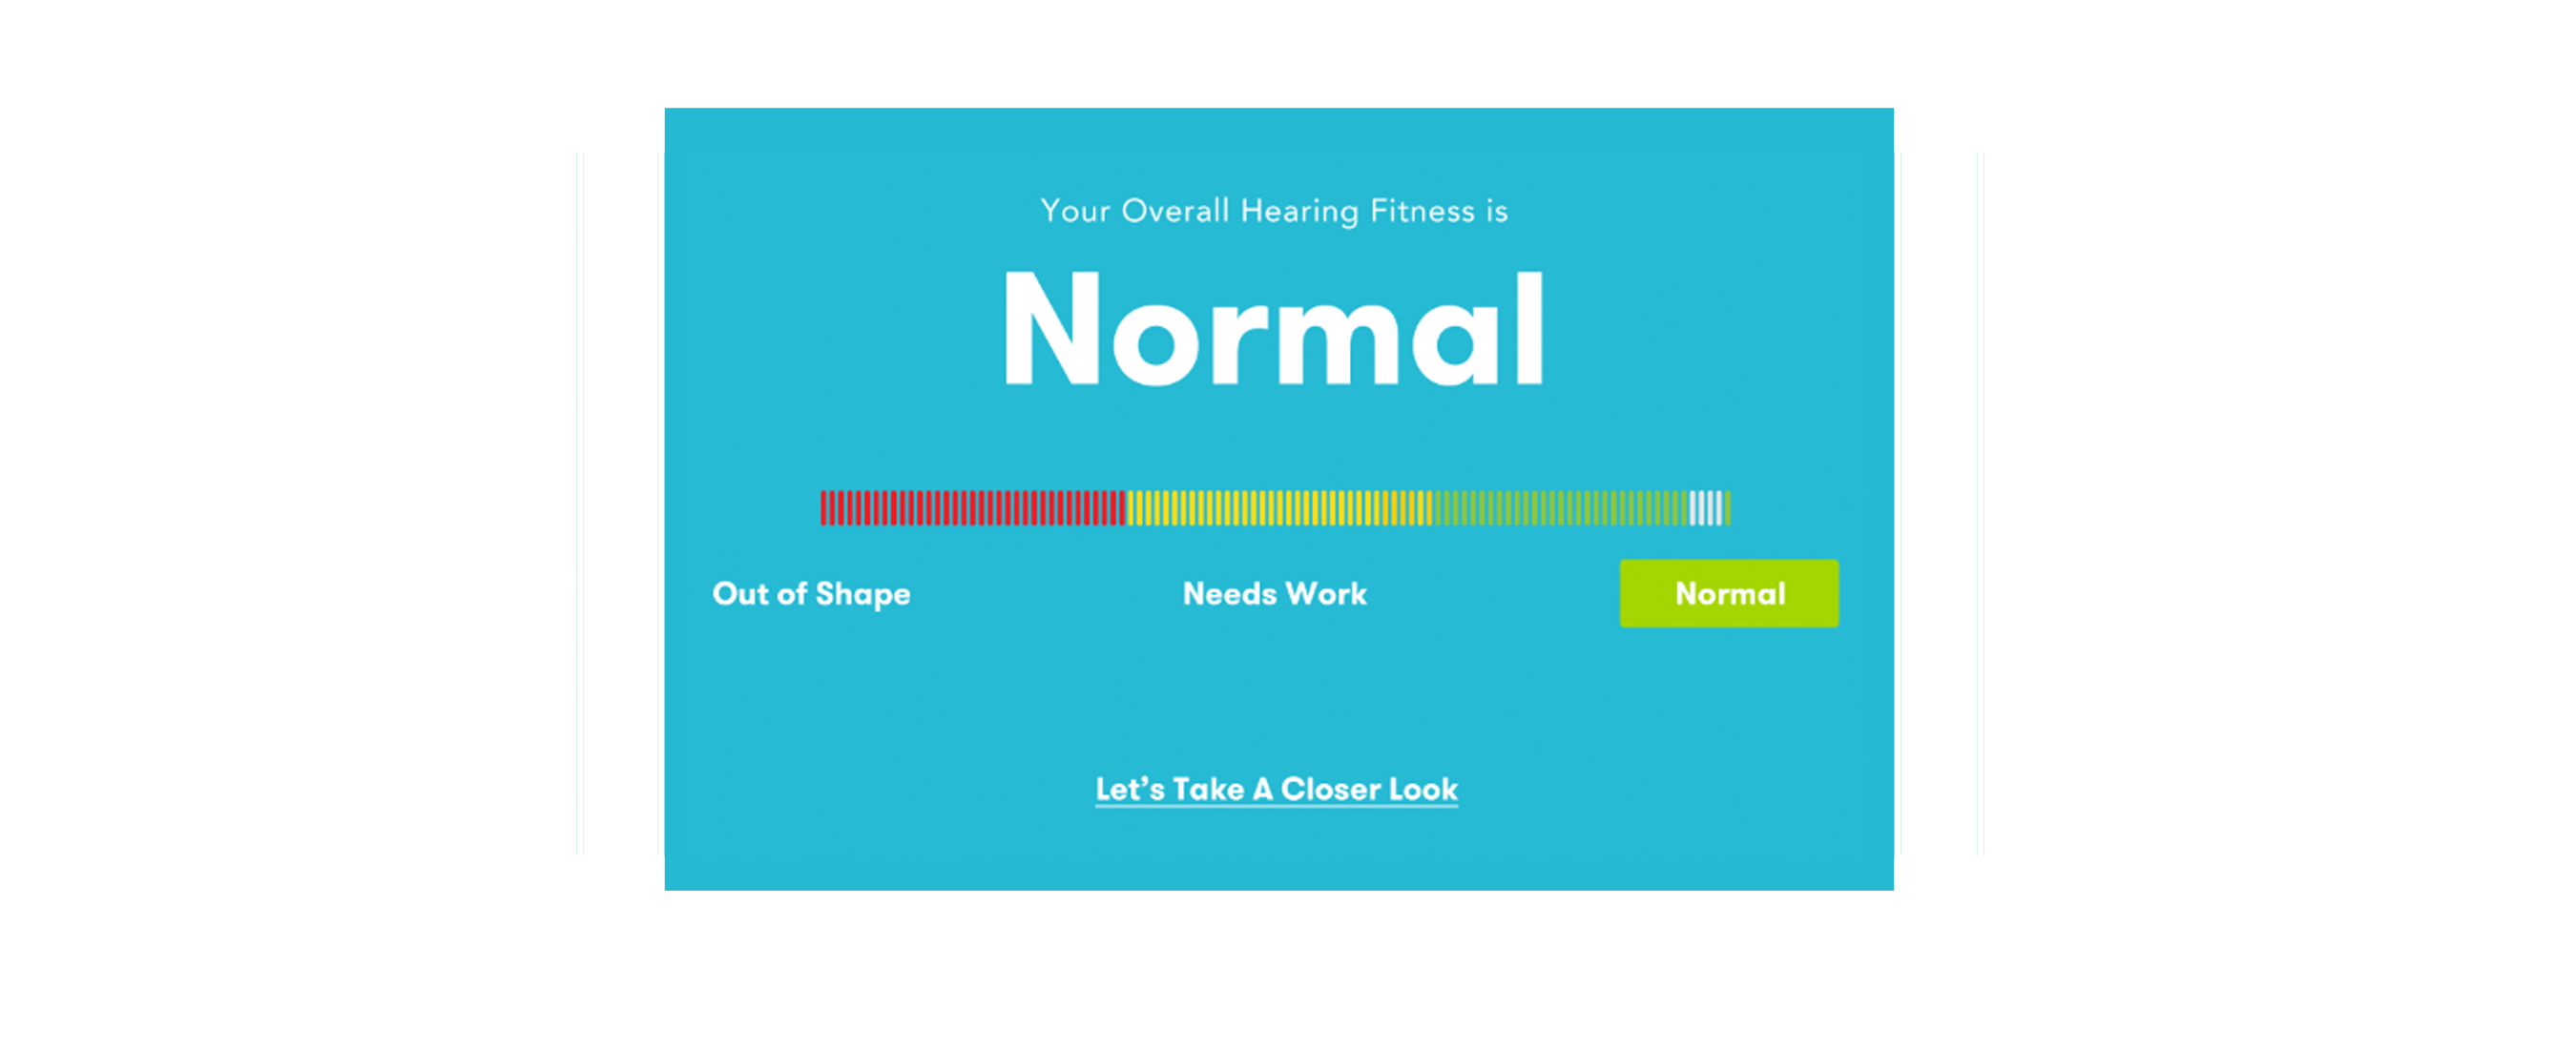 Your Overall Hearing Fitness is
Normal
Out of Shape Needs Work Normal
Let's Take A Closer Look